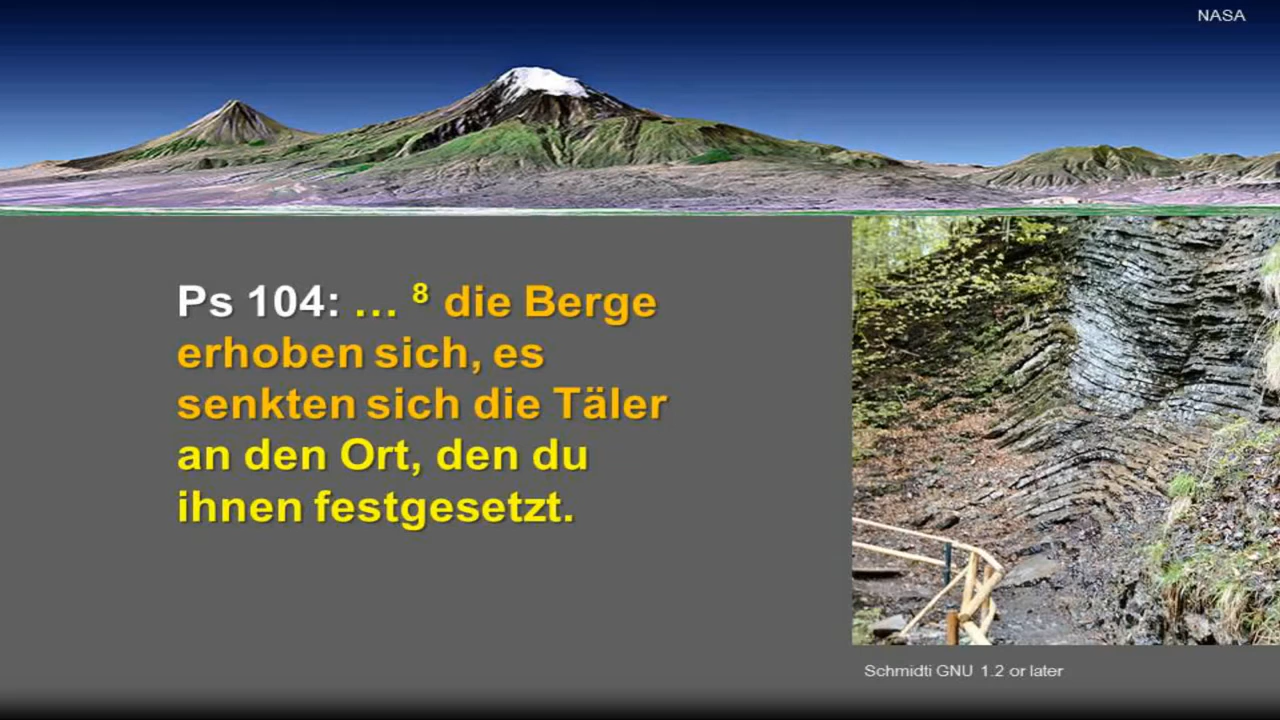 NASA
Ps 104: … ⁸ die Berge
erhoben sich, es
senkten sich die Täler
an den Ort, den du
ihnen festgesetzt.
Schmidti GNU 1.2 or later